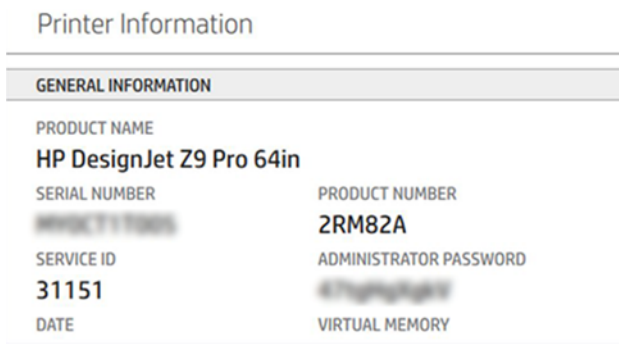 Printer Information
GENERAL INFORMATION
PRODUCT NAME
HP DesignJet Z9 Pro 64in
SERIAL NUMBER PRODUCT NUMBER
2RM82A
SERVICE ID ADMINISTRATOR PASSWORD
31151
DATE VIRTUAL MEMORY